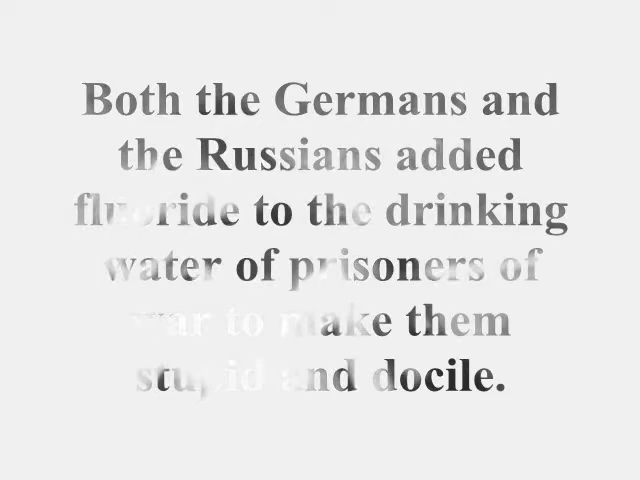 Both the Germans and
the Russians added
fluoride to the drinking
water of prisoners of
war to make them
stupid and docile.